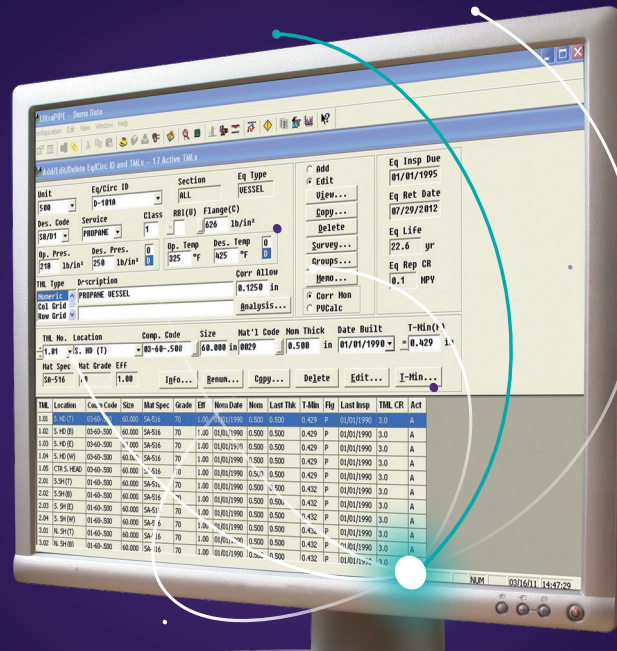 UltraPIPE -- Demo Data
Configuration Edit View Window Help
Add/Edit/Delete Eq/Circ ID and TMLs -- 17 Active TMLs
Unit Eq/Circ ID Section Eq Type
500 D-101A ALL VESSEL
Des. Code Service Class RBI(U) Flange(C)
S8/D1 PROPANE 1 626 lb/in²
Op. Pres. Des. Pres. Op. Temp Des. Temp
218 lb/in² 250 lb/in² 0 D 325 °F 425 °F 0 D
TML Type Drscription Corr Allow
Numeric PROPANE VESSEL 0.1250 in
Col Grid
Row Grid Analysis...
Add
Edit
View...
Copy...
Delete
Survey...
Groups...
Memo...
Corr Mon
PVCalc
Eq Insp Due
01/01/1995
Eq Ret Date
07/29/2012
Eq Life
22.6 yr
Eq Rep CR
0.1 MPY
TML No. Location Comp. Code Size Mat'l Code Nom Thick Date Built T-Min(F)
1.01 S. HD (T) 03-60-.500 60.000 in 0029 0.500 in 01/01/1990 = 0.429 in
Mat Spec Mat Grade Eff
SA-516 1.00 Info... Renum... Copy... Delete Edit... T-Min...
TML Location Comp Code Size Mat Spec Grade Eff Nom Date Nom Last Thk T-Min Flg Last Insp TML CR Act
1.01 S. HD (T) 03-60-.500 60.000 SA-516 70 1.00 01/01/1990 0.500 0.500 0.429 P 01/01/1990 3.0 A
1.02 S. HD (B) 03-60-.500 60.000 SA-516 70 1.00 01/01/1990 0.500 0.500 0.429 P 01/01/1990 3.0 A
1.03 S. HD (E) 03-60-.500 60.000 SA-516 70 1.00 01/01/1990 0.500 0.500 0.429 P 01/01/1990 3.0 A
1.04 S. HD (W) 03-60-.500 60.000 SA-516 70 1.00 01/01/1990 0.500 0.500 0.429 P 01/01/1990 3.0 A
1.05 CTR S. HEAD 03-60-.500 60.000 SA-516 70 1.00 01/01/1990 0.500 0.500 0.429 P 01/01/1990 3.0 A
2.01 S.SH (T) 01-60-.500 60.000 SA-516 70 1.00 01/01/1990 0.500 0.500 0.432 P 01/01/1990 3.0 A
2.02 S.SH (B) 01-60-.500 60.000 SA-516 70 1.00 01/01/1990 0.500 0.500 0.432 P 01/01/1990 3.0 A
2.03 S. SH (E) 01-60-.500 60.000 SA-516 70 1.00 01/01/1990 0.500 0.500 0.432 P 01/01/1990 3.0 A
2.04 S. SH (W) 01-60-.500 60.000 SA-516 70 1.00 01/01/1990 0.500 0.500 0.432 P 01/01/1990 3.0 A
3.01 N. SH (T) 01-60-.500 60.000 SA-516 70 1.00 01/01/1990 0.500 0.500 0.432 P 01/01/1990 3.0 A
3.02 N. SH (B) 01-60-.500 60.000 SA-516 70 1.00 01/01/1990 0.500 0.500 0.432 P 01/01/1990 3.0 A
NUM 03/16/11 14:47:29